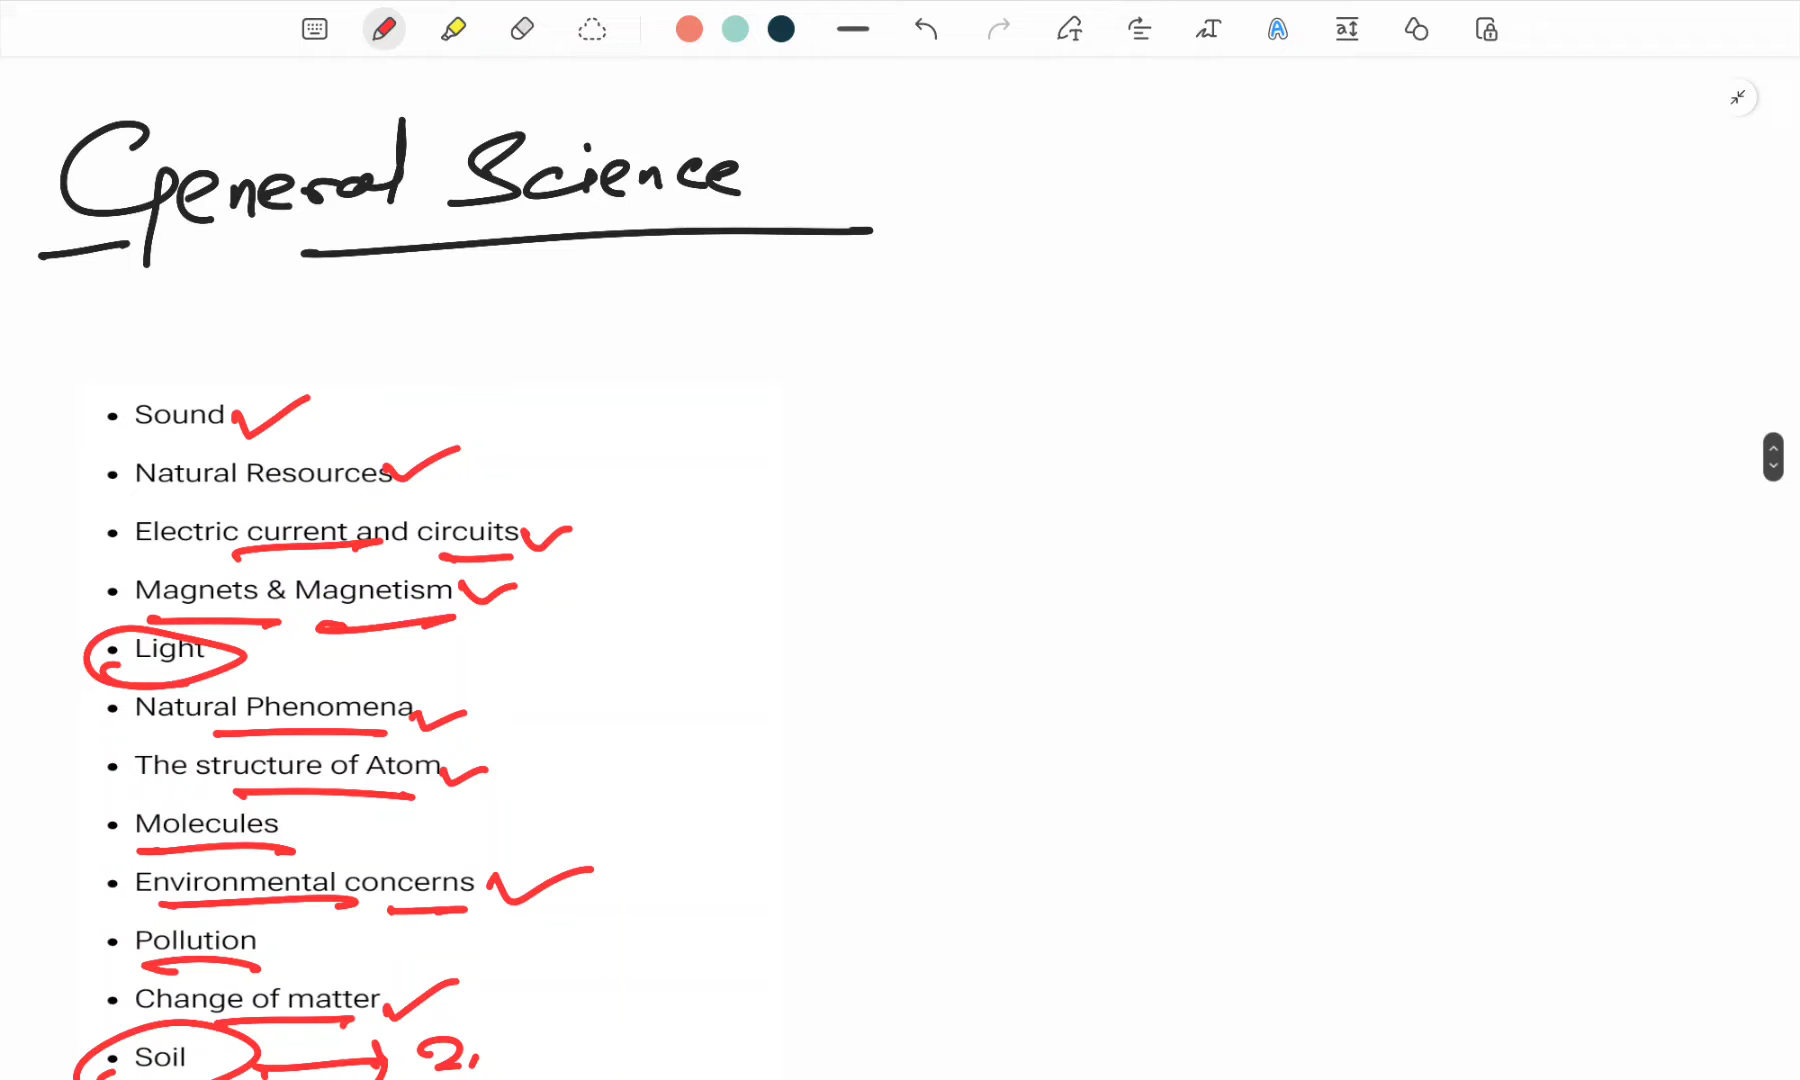 General Science
• Sound
• Natural Resources
• Electric current and circuits
• Magnets & Magnetism
• Light
• Natural Phenomena
• The structure of Atom
• Molecules
• Environmental concerns
• Pollution
• Change of matter
• Soil